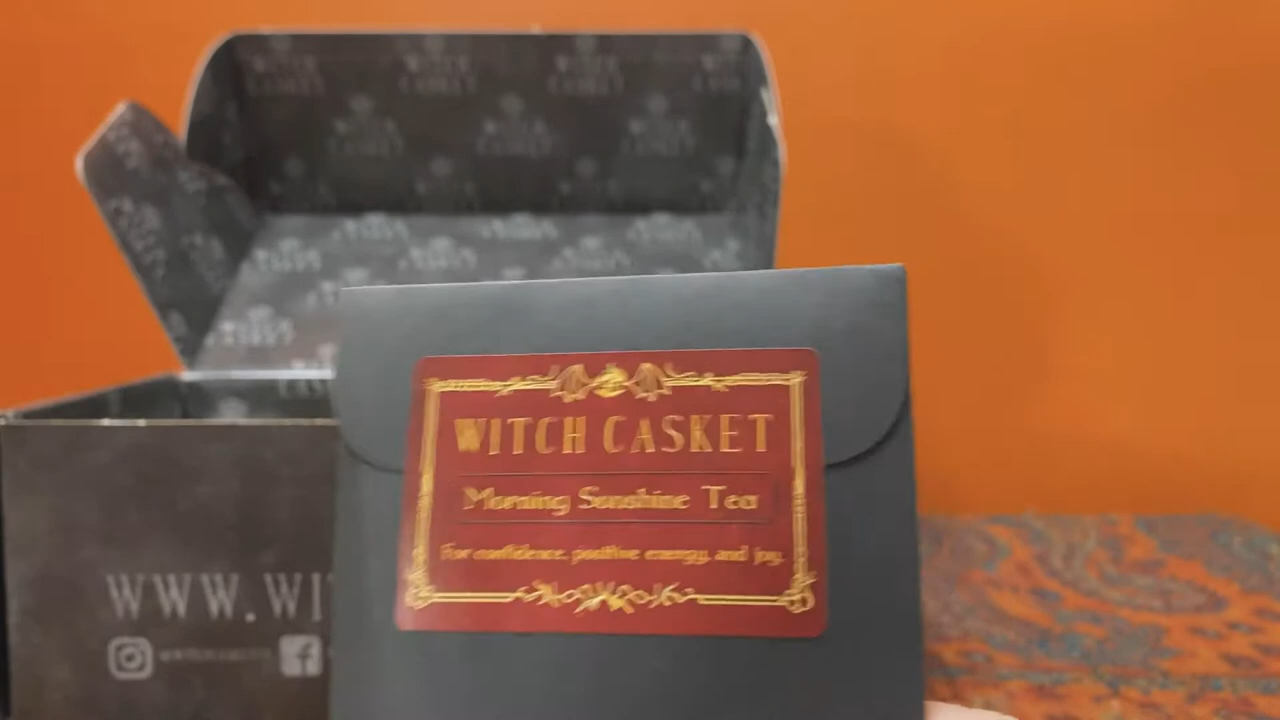 WITCH CASKET
Morning Sunshine Tea
For confidence, positive energy, and joy.
WWW.WI